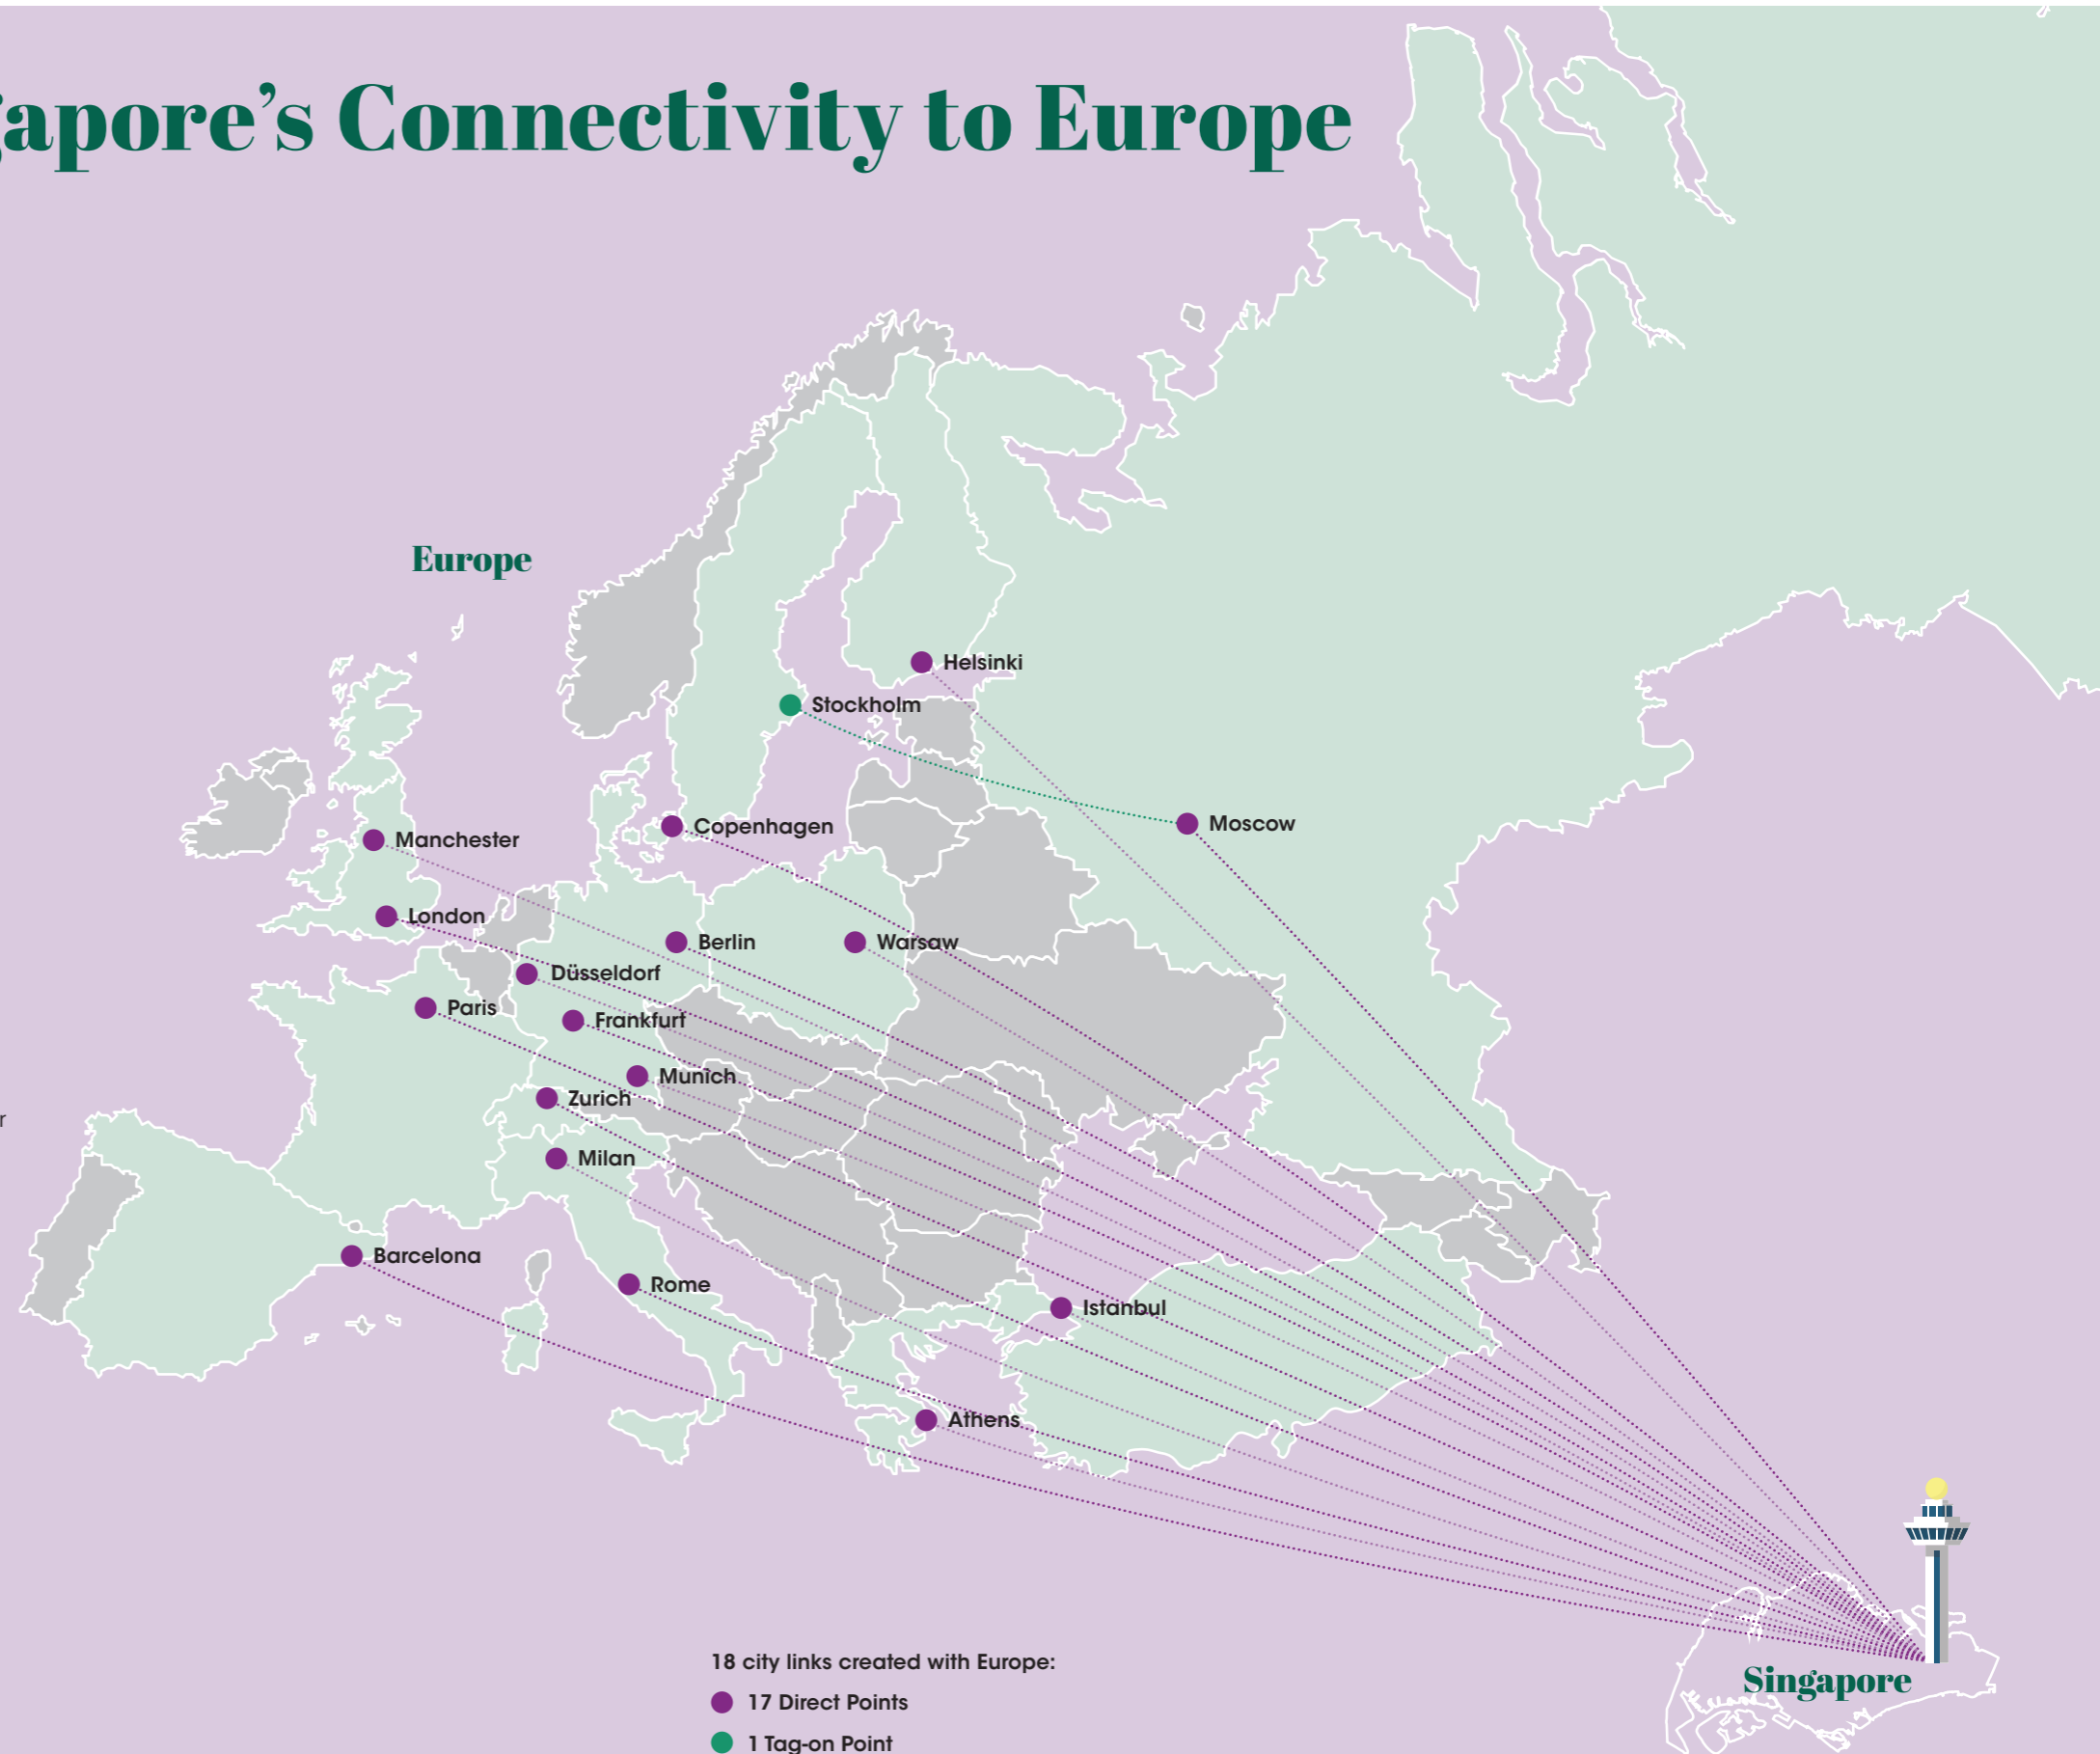 gapore’s Connectivity to Europe
Europe
Helsinki
Stockholm
Moscow
Copenhagen
Manchester
London
Berlin
Warsaw
Düsseldorf
Paris
Frankfurt
Munich
Zurich
r
Milan
Barcelona
Rome
Istanbul
Athens
18 city links created with Europe:
17 Direct Points
1 Tag-on Point
Singapore